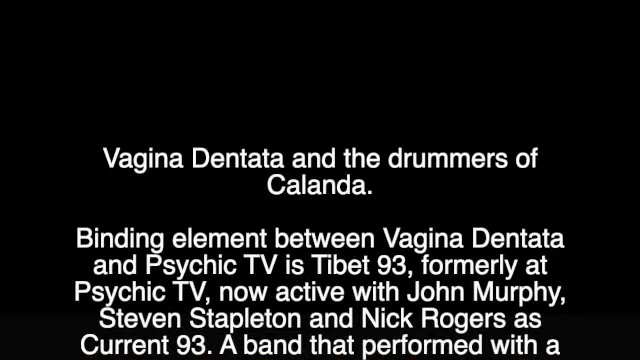 Vagina Dentata and the drummers of
Calanda.
Binding element between Vagina Dentata
and Psychic TV is Tibet 93, formerly at
Psychic TV, now active with John Murphy,
Steven Stapleton and Nick Rogers as
Current 93. A band that performed with a